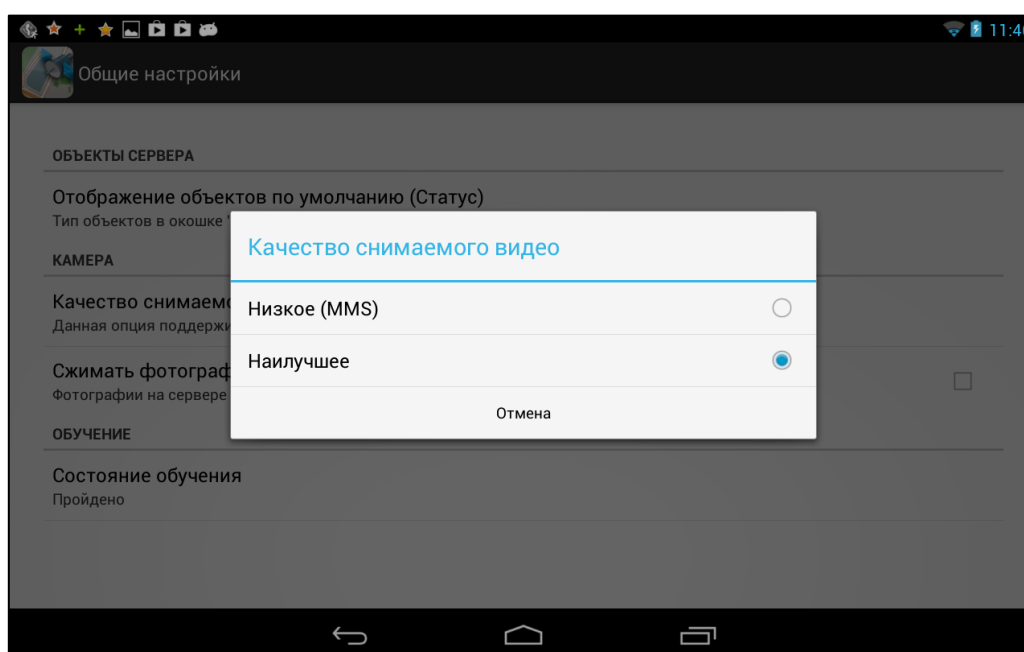 11:4
Общие настройки
ОБЪЕКТЫ СЕРВЕРА
Отображение объектов по умолчанию (Статус)
Тип объектов в окошке
Качество снимаемого видео
КАМЕРА
Качество снимаем
Данная опция поддерж
Низкое (MMS)
Наилучшее
Сжимать фотограф
Фотографии на сервере
Отмена
ОБУЧЕНИЕ
Состояние обучения
Пройдено